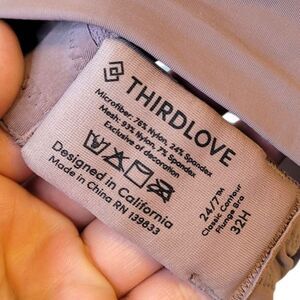 THIRDLOVE
Microfiber: 76% Nylon, 24% Spandex
Mesh: 93% Nylon, 7% Spandex
Exclusive of decoration
Designed in California
Made in China RN 139833
24/7™
Classic Contour
Plunge Bra
32H